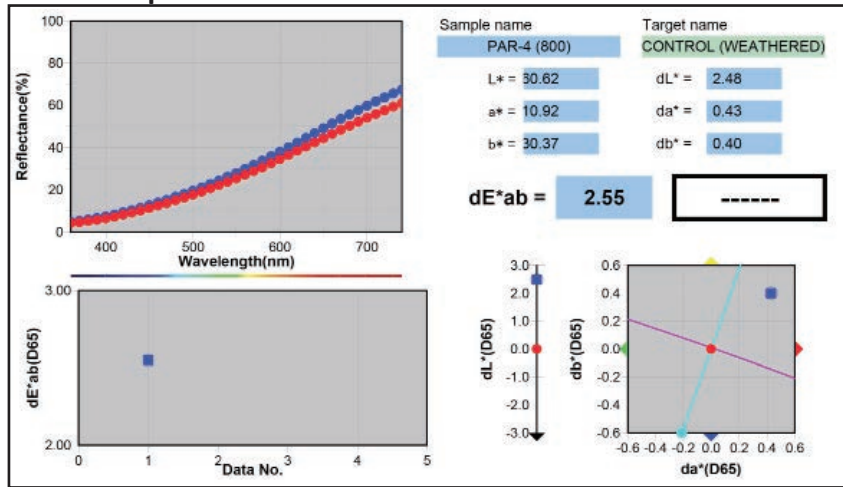 100
80
60
40
20
0
Reflectance(%)
400 500 600 700
Wavelength(nm)
Sample name Target name
PAR-4 (800) CONTROL (WEATHERED)
L* = 30.62 dL* = 2.48
a* = 10.92 da* = 0.43
b* = 30.37 db* = 0.40
dE*ab = 2.55 ------
3.00
2.00
dE*ab(D65)
0 1 2 3 4 5
Data No.
3.0
2.0
1.0
0.0
-1.0
-2.0
-3.0
dL*(D65)
0.6
0.4
0.2
0.0
-0.2
-0.4
-0.6
db*(D65)
-0.6 -0.4 -0.2 0.0 0.2 0.4 0.6
da*(D65)